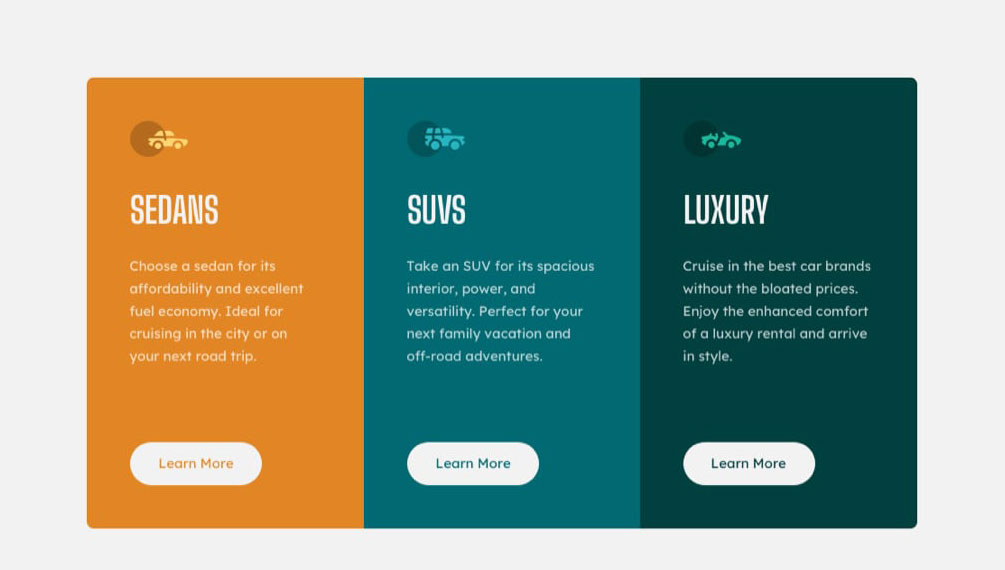 SEDANS
Choose a sedan for its
affordability and excellent
fuel economy. Ideal for
cruising in the city or on
your next road trip.
Learn More
SUVS
Take an SUV for its spacious
interior, power, and
versatility. Perfect for your
next family vacation and
off-road adventures.
Learn More
LUXURY
Cruise in the best car brands
without the bloated prices.
Enjoy the enhanced comfort
of a luxury rental and arrive
in style.
Learn More